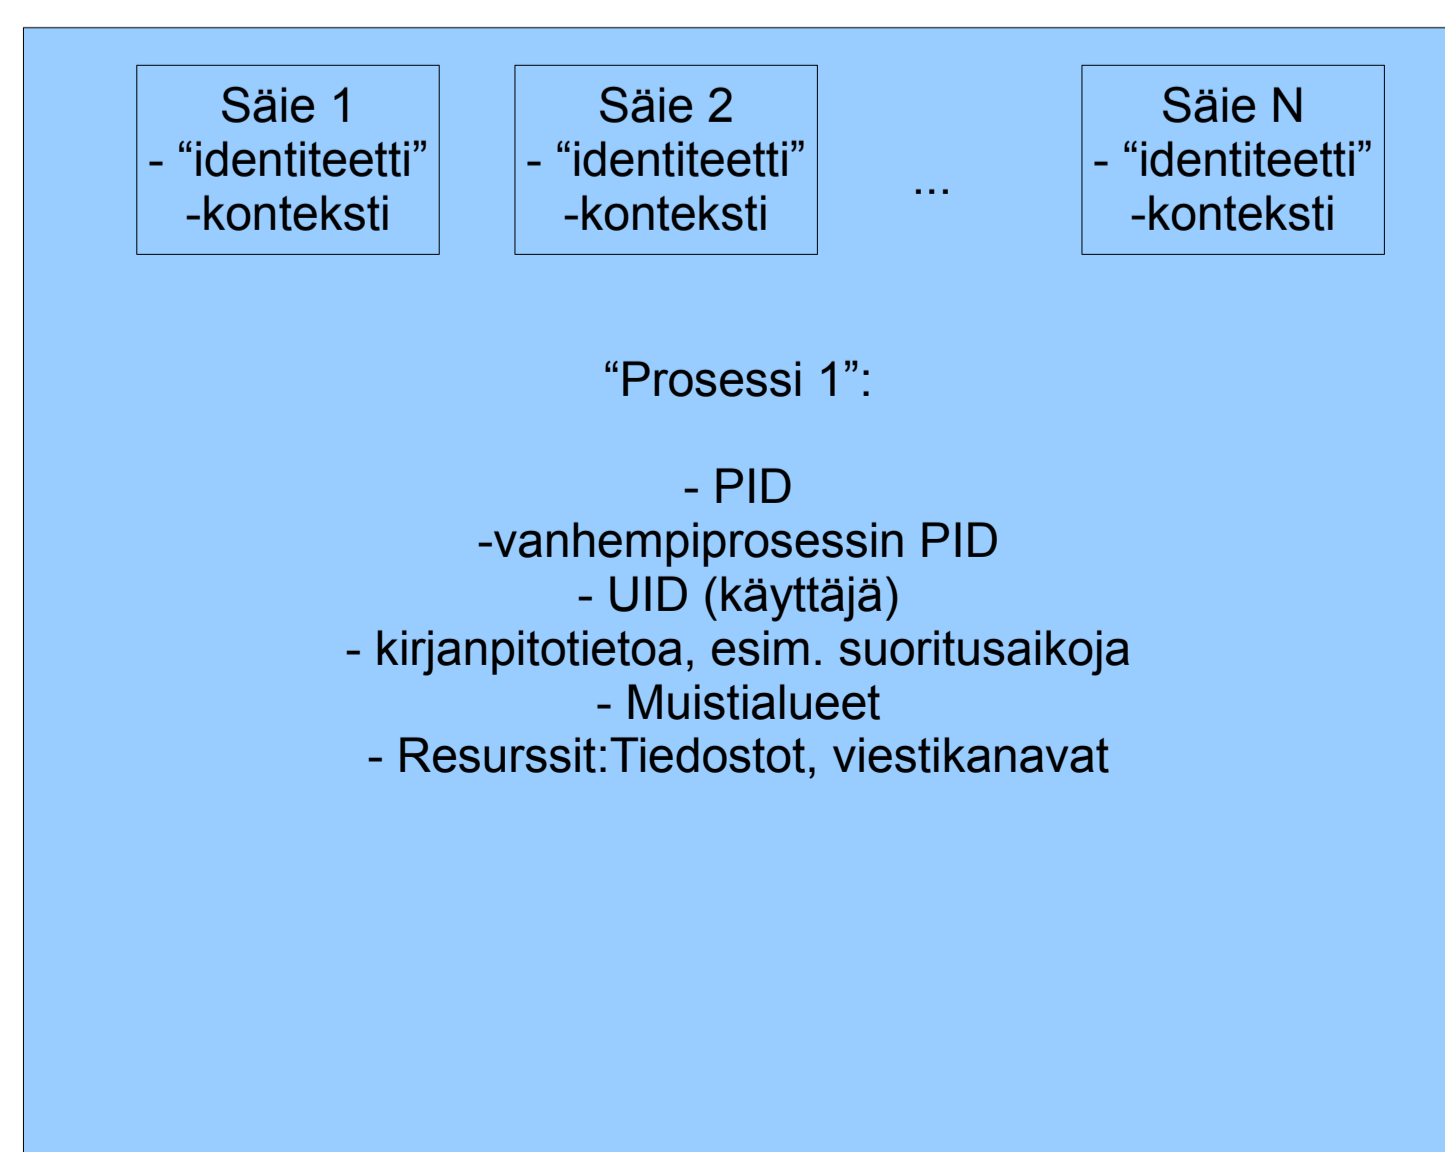 Säie 1
- “identiteetti”
-konteksti
Säie 2
- “identiteetti”
-konteksti
...
Säie N
- “identiteetti”
-konteksti
“Prosessi 1”:
- PID
-vanhempiprosessin PID
- UID (käyttäjä)
- kirjanpitotietoa, esim. suoritusaikoja
- Muistialueet
- Resurssit:Tiedostot, viestikanavat